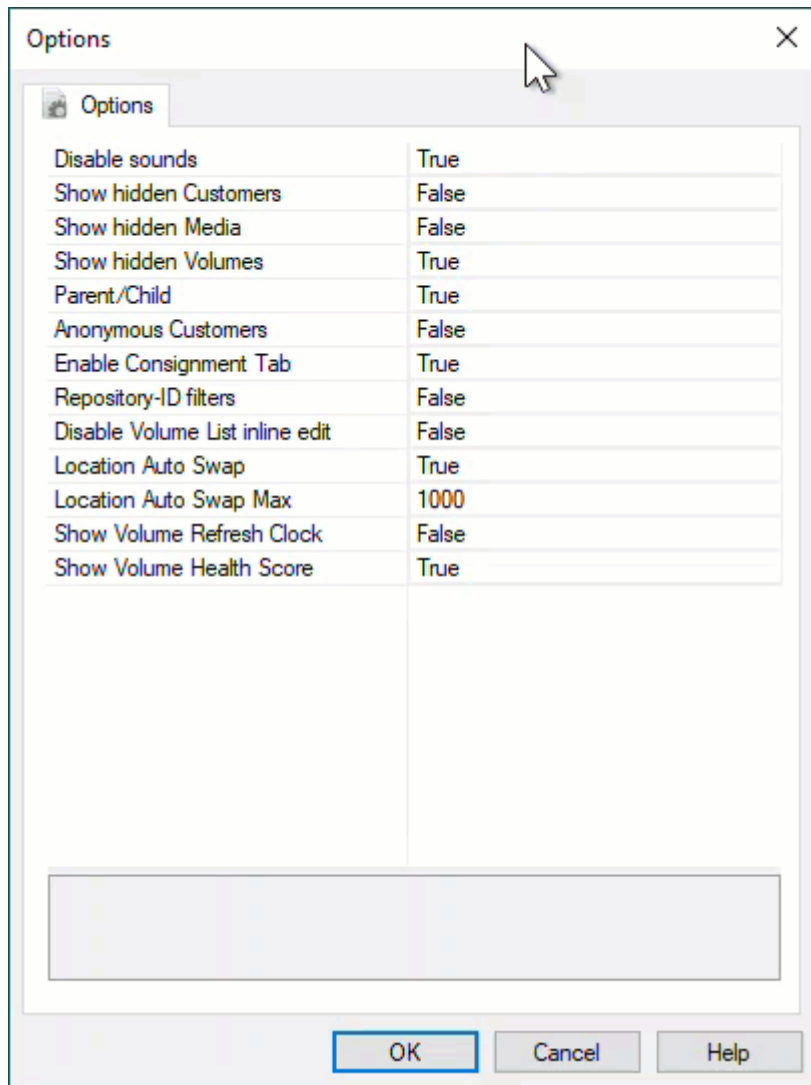 Options
Options
Disable sounds True
Show hidden Customers False
Show hidden Media False
Show hidden Volumes True
Parent/Child True
Anonymous Customers False
Enable Consignment Tab True
Repository-ID filters False
Disable Volume List inline edit False
Location Auto Swap True
Location Auto Swap Max 1000
Show Volume Refresh Clock False
Show Volume Health Score True
OK Cancel Help